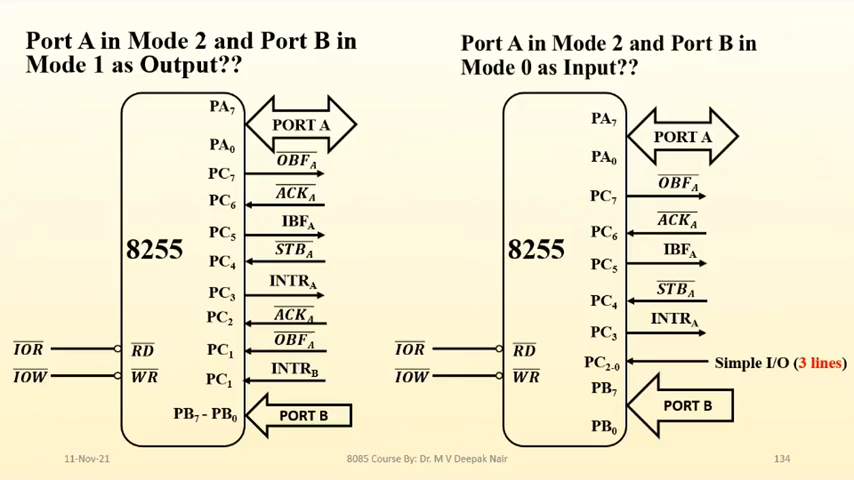 Port A in Mode 2 and Port B in
Mode 1 as Output??
PA7
PORT A
PA0
OBFA
PC7
ACKA
PC6
IBFA
PC5
STBA
8255
PC4
INTRA
PC3
ACKA
PC2
OBFA
IOR
RD
PC1
INTRB
IOW
WR
PC1
PB7 - PB0
PORT B
Port A in Mode 2 and Port B in
Mode 0 as Input??
PA7
PORT A
PA0
OBFA
PC7
ACKA
PC6
IBFA
8255
PC5
STBA
PC4
INTRA
PC3
IOR
RD
PC2-0
Simple I/O (3 lines)
IOW
WR
PB7
PORT B
PB0
11-Nov-21
8085 Course By: Dr. M V Deepak Nair
134